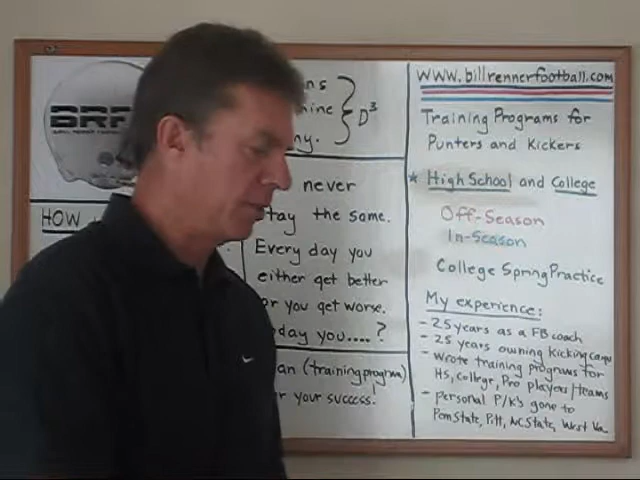 BRF
HOW
ns
ine
ny.
D³
never
tay the same.
Every day you
either get better
or you get worse.
day you....?
an (training program)
r your success!
www.billrennerfootball.com
Training Programs for
Punters and Kickers
* High School and College
Off-Season
In-Season
College Spring Practice
My experience:
- 25 years as a FB coach
- 25 years owning kicking camps
- wrote training programs for
HS, college, Pro players/teams
- personal P/K's gone to
Penn State, Pitt, NC State, West Va.